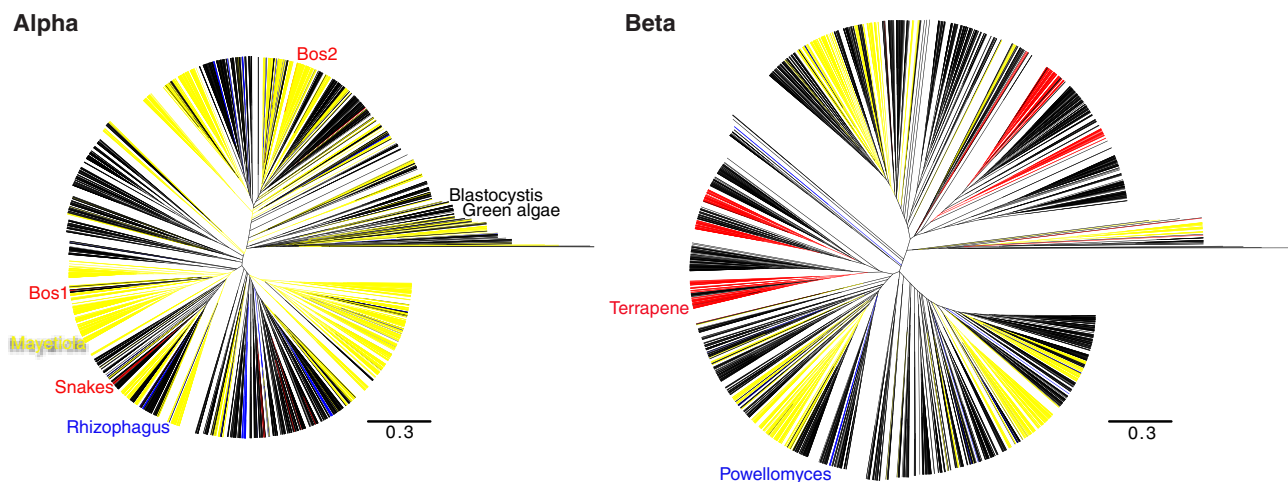 Alpha
Beta
Bos2
Blastocystis
Green algae
Bos1
Terrapene
Snakes
Rhizophagus
0.3
0.3
Powellomyces